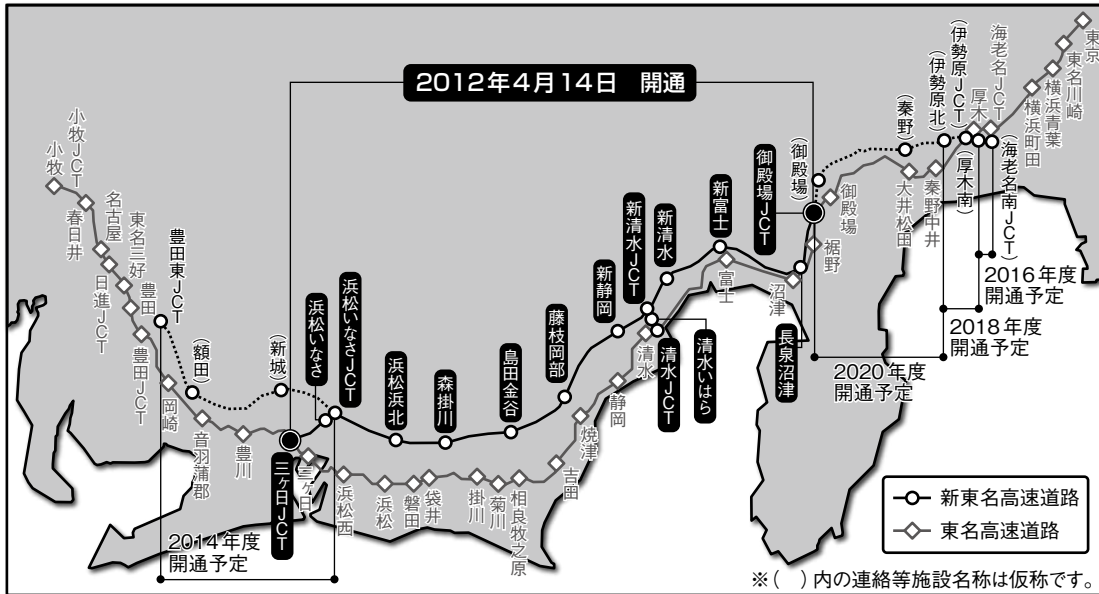 2012年4月14日 開通
小牧
小牧JCT
春日井
名古屋
日進JCT
東名三好
豊田
豊田JCT
豊田東JCT
岡崎
(額田)
音羽蒲郡
豊川
(新城)
三ヶ日JCT
三ヶ日
浜松いなさ
浜松いなさJCT
浜松西
浜松北
浜松
磐田
袋井
森掛川
掛川
菊川
相良牧之原
島田金谷
吉田
藤枝岡部
焼津
静岡
新静岡
清水
新清水JCT
新清水
清水JCT
清水いはら
新富士
富士
沼津
長泉沼津
御殿場JCT
裾野
(御殿場)
御殿場
大井松田
(秦野)
秦野中井
(伊勢原北)
(伊勢原JCT)
厚木
(厚木南)
海老名JCT
(海老名南JCT)
横浜町田
横浜青葉
東名川崎
東京
2014年度
開通予定
2020年度
開通予定
2018年度
開通予定
2016年度
開通予定
新東名高速道路
東名高速道路
※( )内の連絡等施設名称は仮称です。